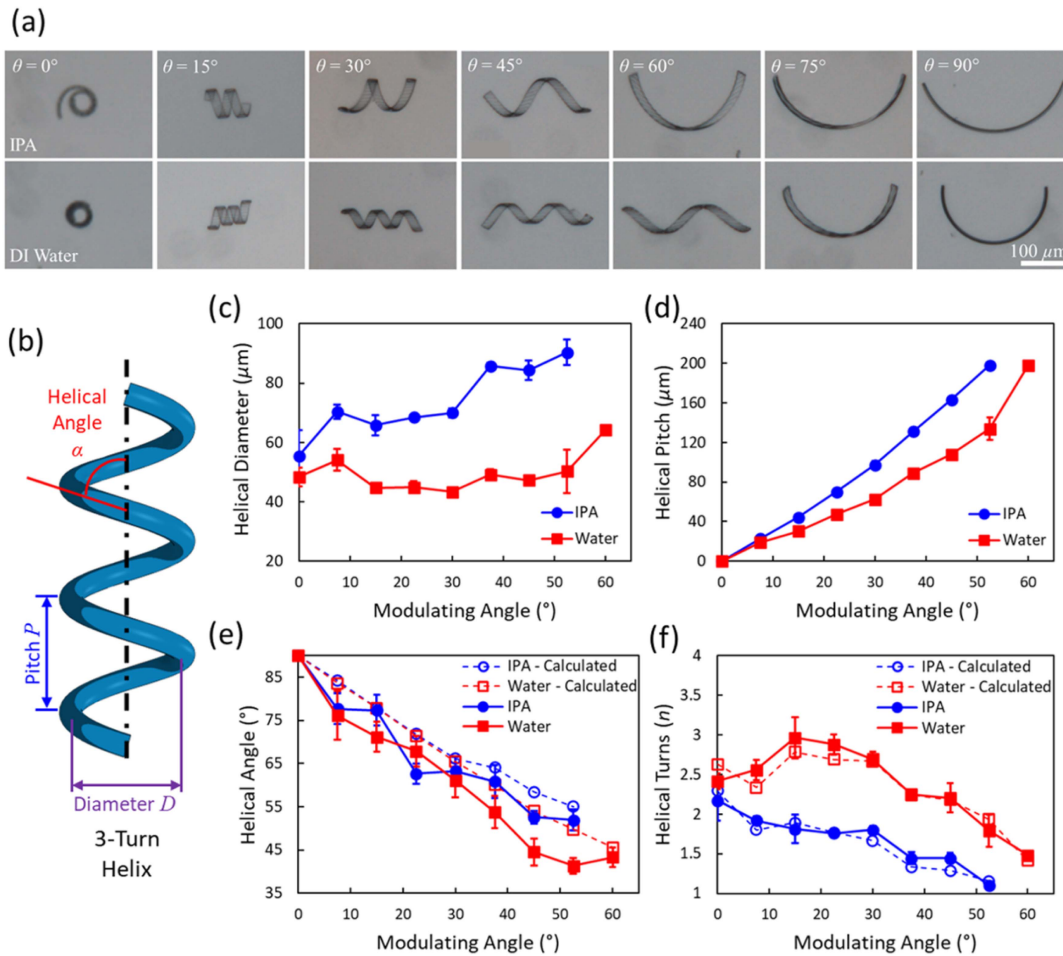 (a)
θ = 0°
θ = 15°
θ = 30°
θ = 45°
θ = 60°
θ = 75°
θ = 90°
IPA
DI Water
100 μm
(b)
Helical
Angle
α
Pitch P
Diameter D
3-Turn
Helix
(c)
Helical Diameter (μm)
100
80
60
40
20
IPA
Water
0 10 20 30 40 50 60
Modulating Angle (°)
(d)
Helical Pitch (μm)
240
200
160
120
80
40
0
IPA
Water
0 10 20 30 40 50 60
Modulating Angle (°)
(e)
Helical Angle (°)
85
75
65
55
45
35
IPA - Calculated
Water - Calculated
IPA
Water
0 10 20 30 40 50 60
Modulating Angle (°)
(f)
Helical Turns (n)
4
3.5
3
2.5
2
1.5
1
IPA - Calculated
Water - Calculated
IPA
Water
0 10 20 30 40 50 60
Modulating Angle (°)